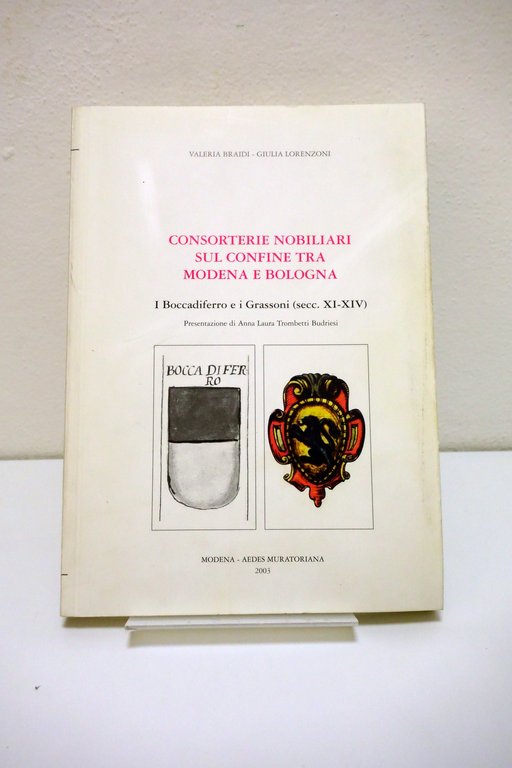 VALERIA BRAIDI - GIULIA LORENZONI
CONSORTERIE NOBILIARI
SUL CONFINE TRA
MODENA E BOLOGNA
I Boccadiferro e i Grassoni (secc. XI-XIV)
Presentazione di Anna Laura Trombetti Budriesi
BOCCA DI FER
RO
MODENA - AEDES MURATORIANA
2003